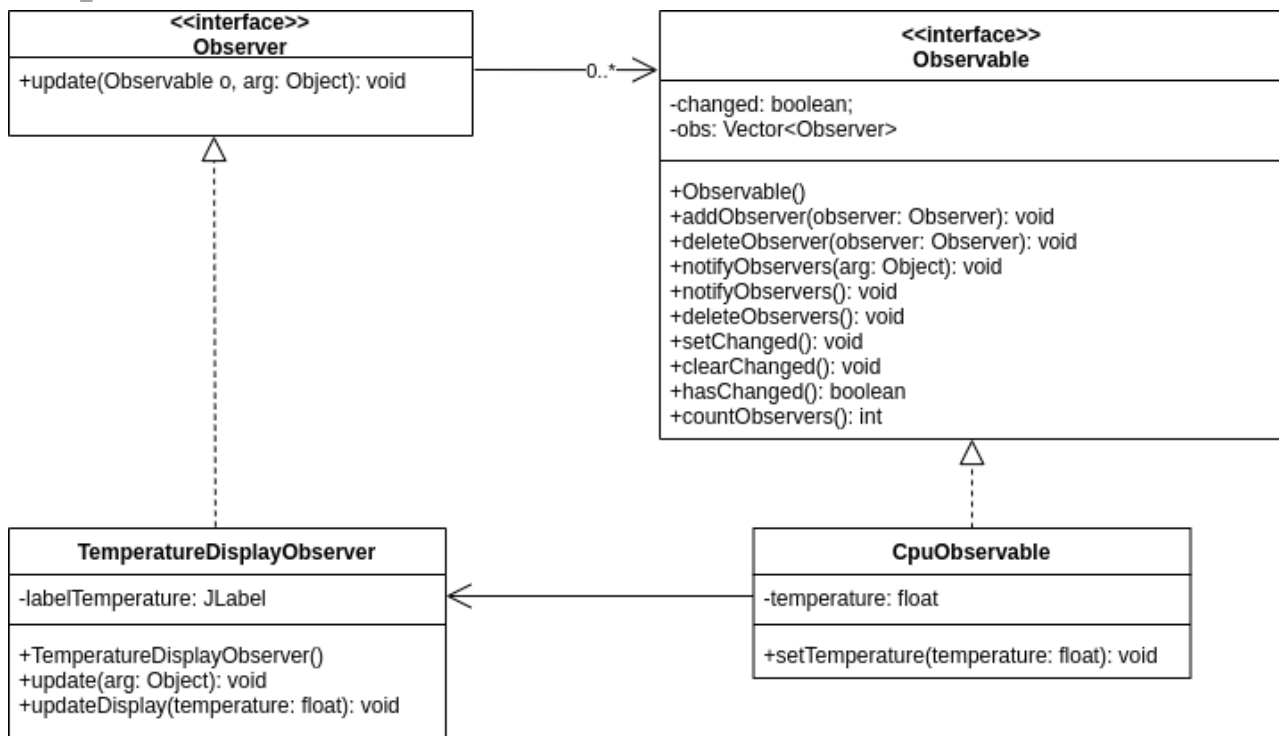 <<interface>>
Observer
+update(Observable o, arg: Object): void
0..*
<<interface>>
Observable
-changed: boolean;
-obs: Vector<Observer>
+Observable()
+addObserver(observer: Observer): void
+deleteObserver(observer: Observer): void
+notifyObservers(arg: Object): void
+notifyObservers(): void
+deleteObservers(): void
+setChanged(): void
+clearChanged(): void
+hasChanged(): boolean
+countObservers(): int
TemperatureDisplayObserver
-labelTemperature: JLabel
+TemperatureDisplayObserver()
+update(arg: Object): void
+updateDisplay(temperature: float): void
CpuObservable
-temperature: float
+setTemperature(temperature: float): void